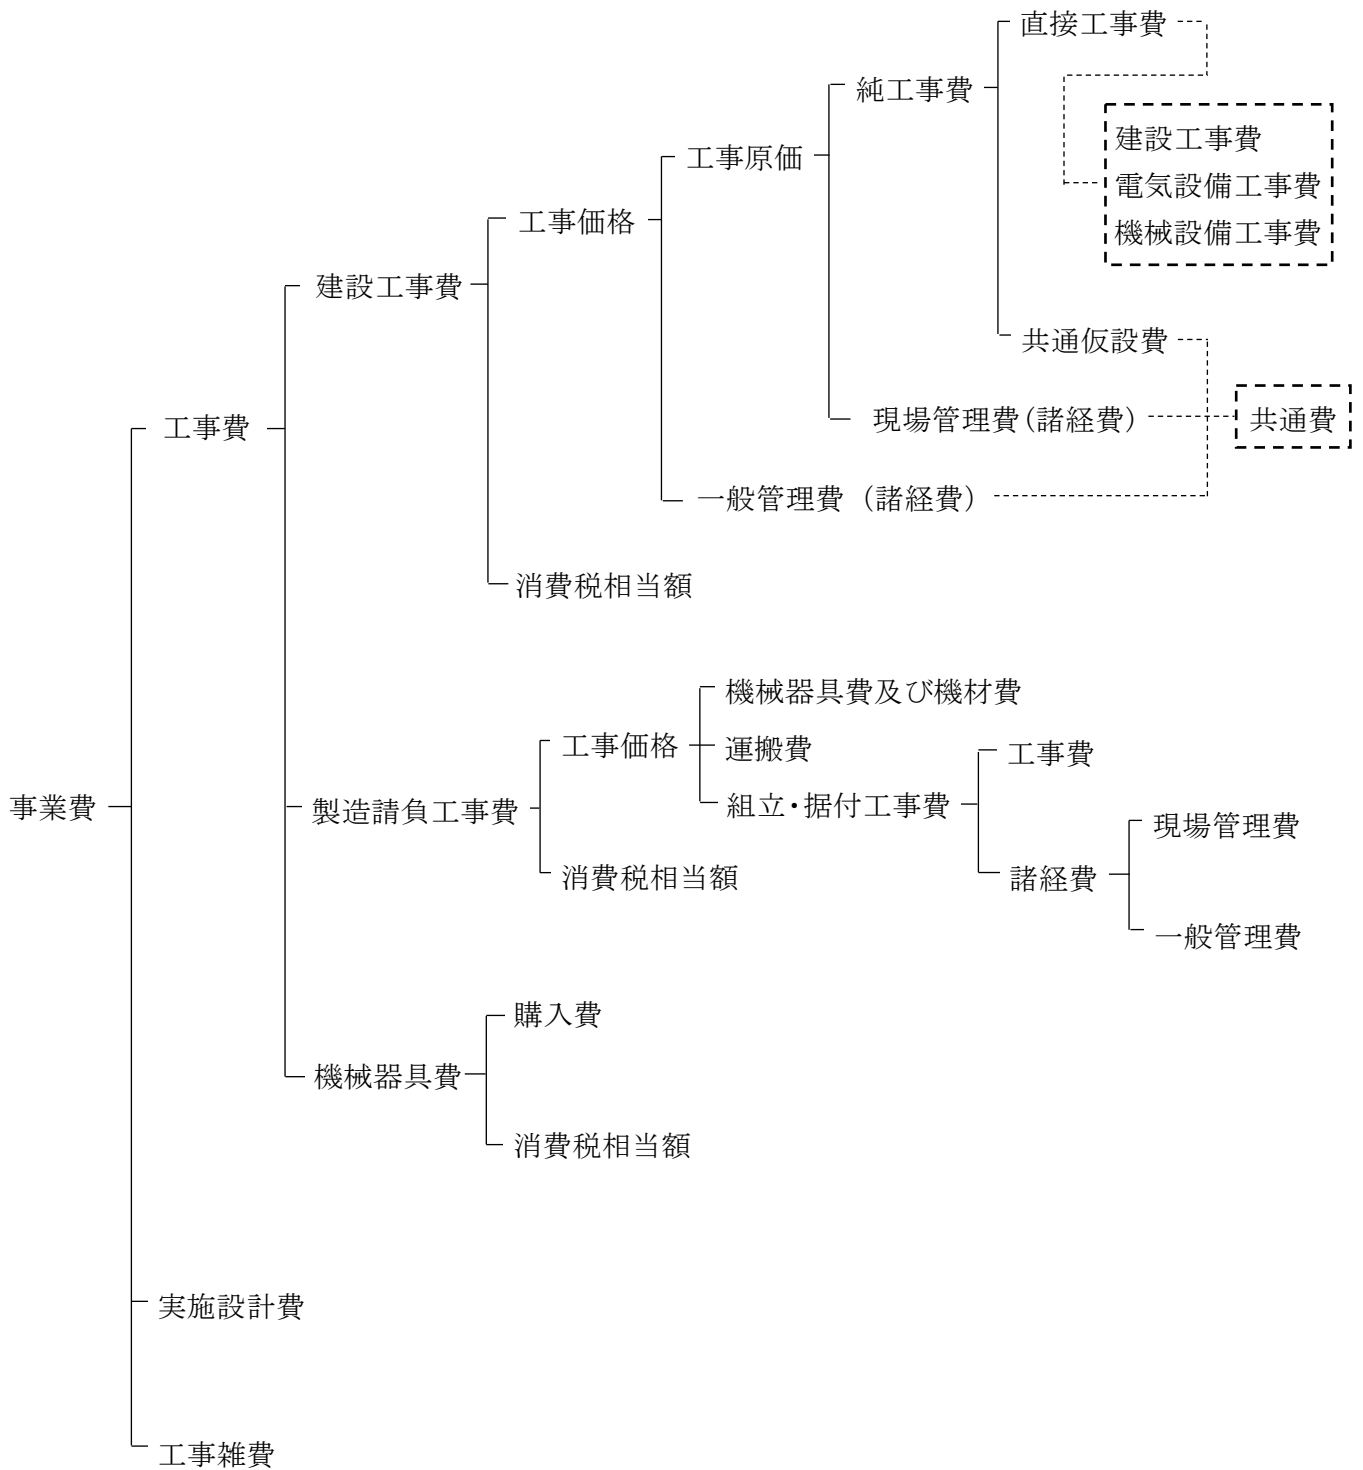 直接工事費
純工事費
建設工事費
電気設備工事費
機械設備工事費
工事原価
工事価格
建設工事費
共通仮設費
現場管理費(諸経費)
共通費
工事費
一般管理費（諸経費）
消費税相当額
機械器具費及び機材費
工事価格
運搬費
工事費
組立・据付工事費
事業費
製造請負工事費
現場管理費
消費税相当額
諸経費
一般管理費
購入費
機械器具費
消費税相当額
実施設計費
工事雑費